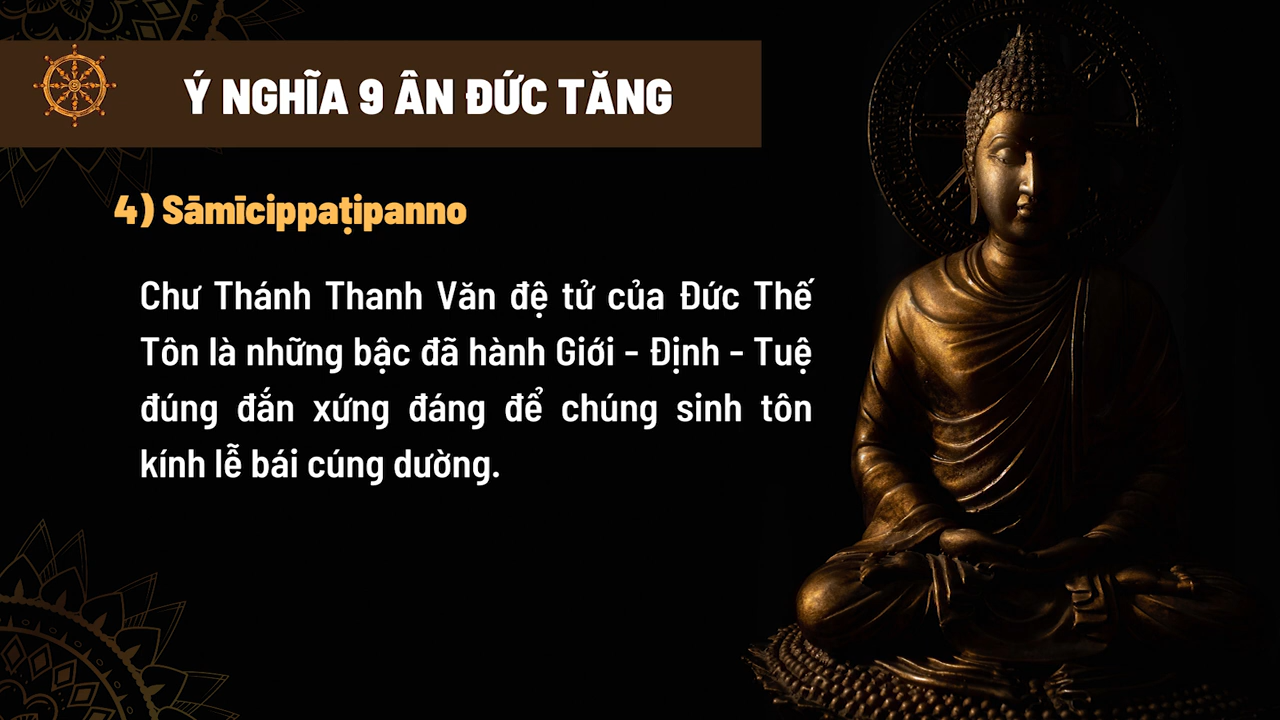 Ý NGHĨA 9 ÂN ĐỨC TĂNG
4) Sāmīcippaṭipanno
Chư Thánh Thanh Văn đệ tử của Đức Thế
Tôn là những bậc đã hành Giới - Định - Tuệ
đúng đắn xứng đáng để chúng sinh tôn
kính lễ bái cúng dường.